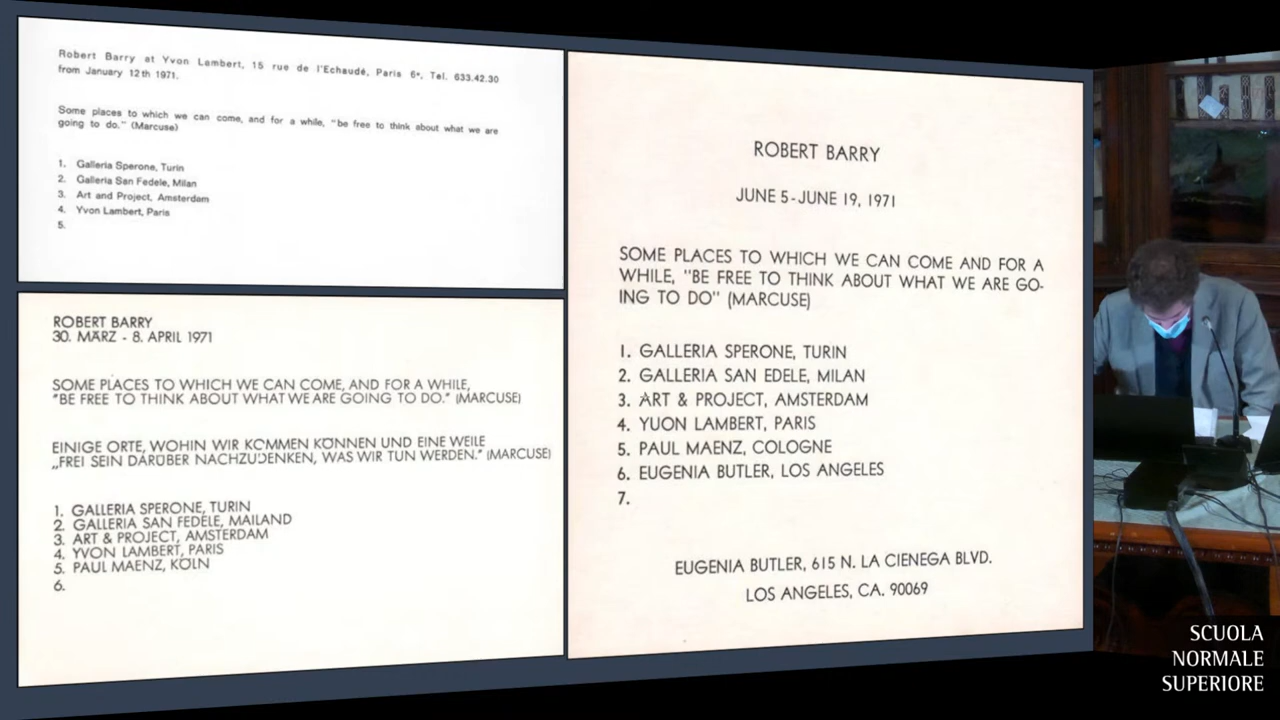 Robert Barry at Yvon Lambert, 15 rue de l'Echaudé, Paris 6e, Tel. 633.42.30
from January 12th 1971.
Some places to which we can come, and for a while, "be free to think about what we are
going to do." (Marcuse)
1. Galleria Sperone, Turin
2. Galleria San Fedele, Milan
3. Art and Project, Amsterdam
4. Yvon Lambert, Paris
5.
ROBERT BARRY
30. MÄRZ - 8. APRIL 1971
SOME PLACES TO WHICH WE CAN COME, AND FOR A WHILE,
"BE FREE TO THINK ABOUT WHAT WE ARE GOING TO DO." (MARCUSE)
EINIGE ORTE, WOHIN WIR KOMMEN KÖNNEN UND EINE WEILE
„FREI SEIN DARÜBER NACHZUDENKEN, WAS WIR TUN WERDEN." (MARCUSE)
1. GALLERIA SPERONE, TURIN
2. GALLERIA SAN FEDELE, MAILAND
3. ART & PROJECT, AMSTERDAM
4. YVON LAMBERT, PARIS
5. PAUL MAENZ, KÖLN
6.
ROBERT BARRY
JUNE 5-JUNE 19, 1971
SOME PLACES TO WHICH WE CAN COME AND FOR A
WHILE, "BE FREE TO THINK ABOUT WHAT WE ARE GO-
ING TO DO" (MARCUSE)
1. GALLERIA SPERONE, TURIN
2. GALLERIA SAN EDELE, MILAN
3. ART & PROJECT, AMSTERDAM
4. YUON LAMBERT, PARIS
5. PAUL MAENZ, COLOGNE
6. EUGENIA BUTLER, LOS ANGELES
7.
EUGENIA BUTLER, 615 N. LA CIENEGA BLVD.
LOS ANGELES, CA. 90069
SCUOLA
NORMALE
SUPERIORE